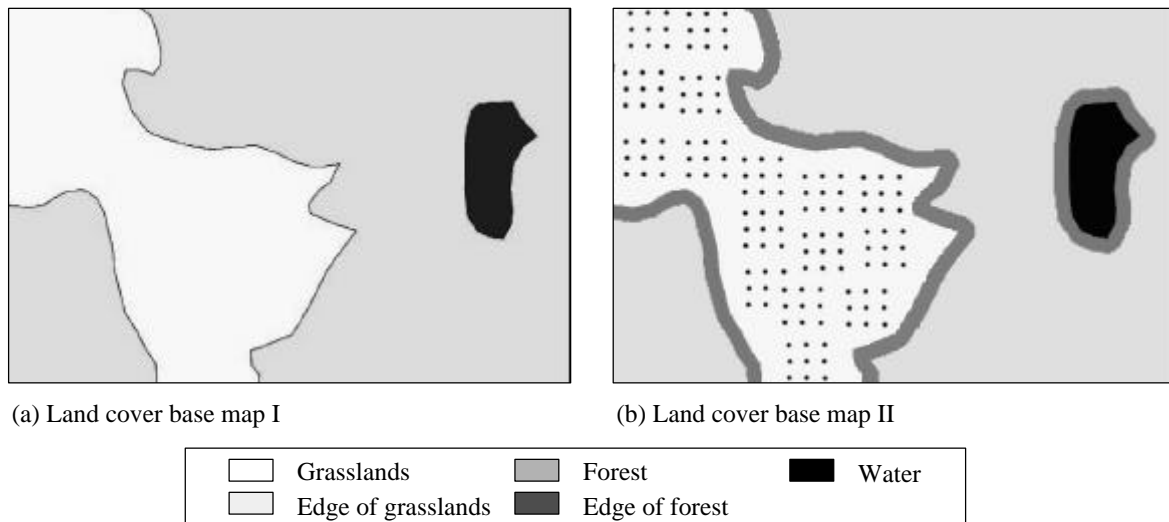 (a) Land cover base map I
(b) Land cover base map II
Grasslands
Forest
Water
Edge of grasslands
Edge of forest